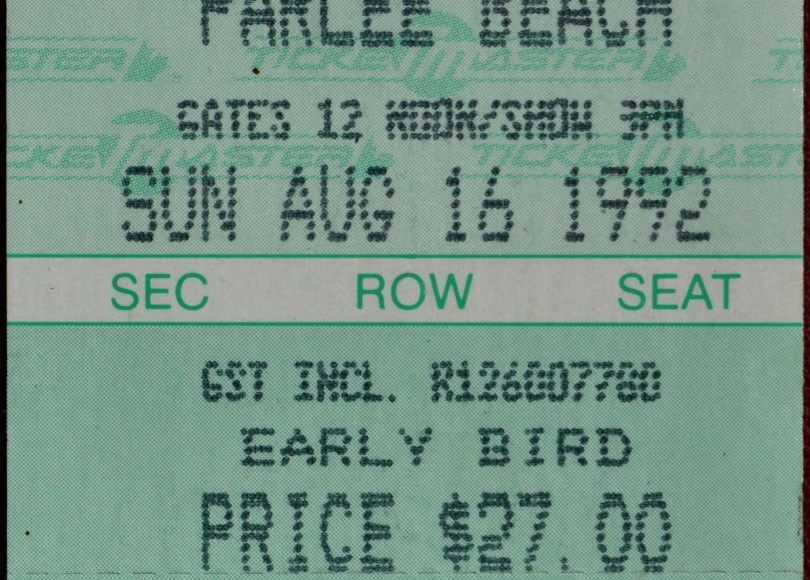 PARLEE BEACH
GATES 12 NOON/SHOW 3PM
SUN AUG 16 1992
SEC ROW SEAT
GST INCL. R126007780
EARLY BIRD
PRICE $27.00
TICKETMASTER
TICKETMASTER